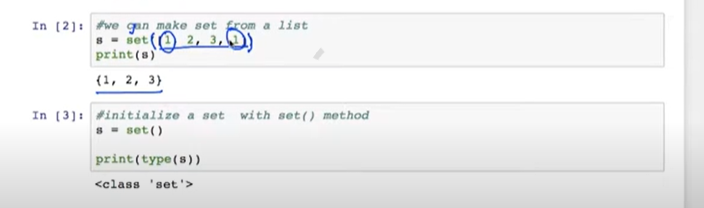 In [2]: #we can make set from a list
s = set([1, 2, 3, 1])
print(s)
{1, 2, 3}
In [3]: #initialize a set with set() method
s = set()
print(type(s))
<class 'set'>